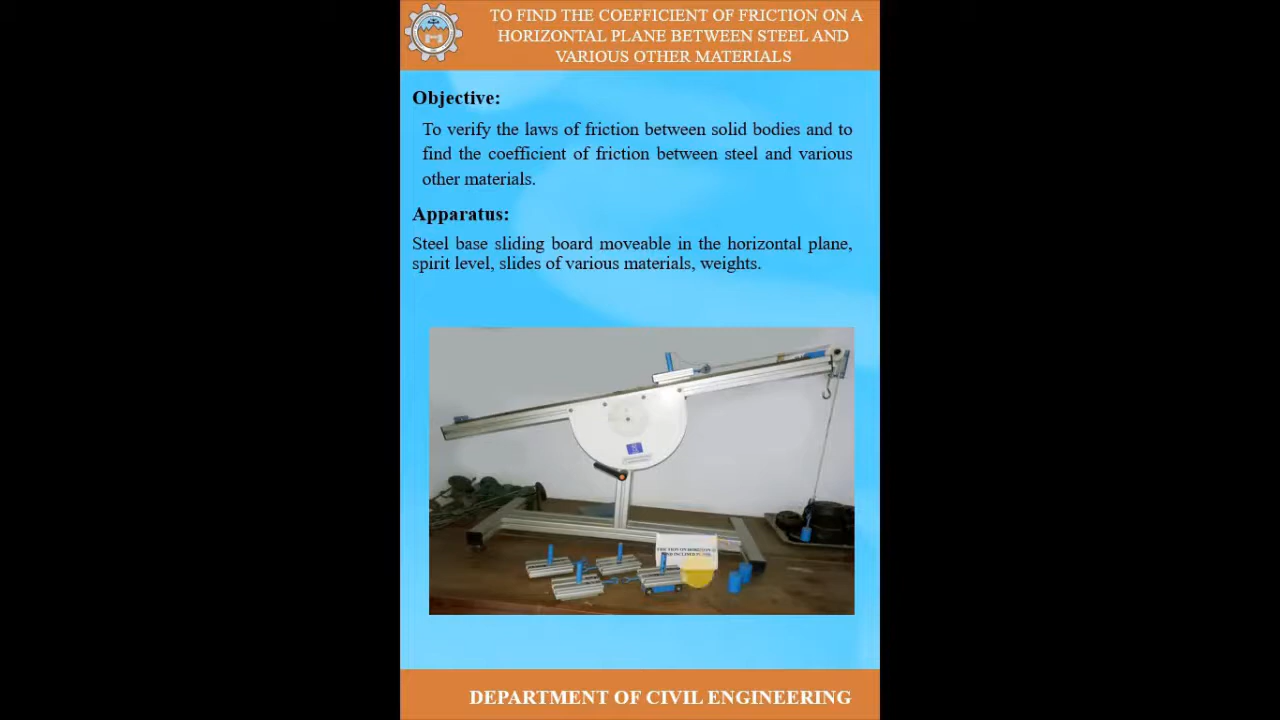 TO FIND THE COEFFICIENT OF FRICTION ON A
HORIZONTAL PLANE BETWEEN STEEL AND
VARIOUS OTHER MATERIALS
Objective:
To verify the laws of friction between solid bodies and to
find the coefficient of friction between steel and various
other materials.
Apparatus:
Steel base sliding board moveable in the horizontal plane,
spirit level, slides of various materials, weights.
DEPARTMENT OF CIVIL ENGINEERING